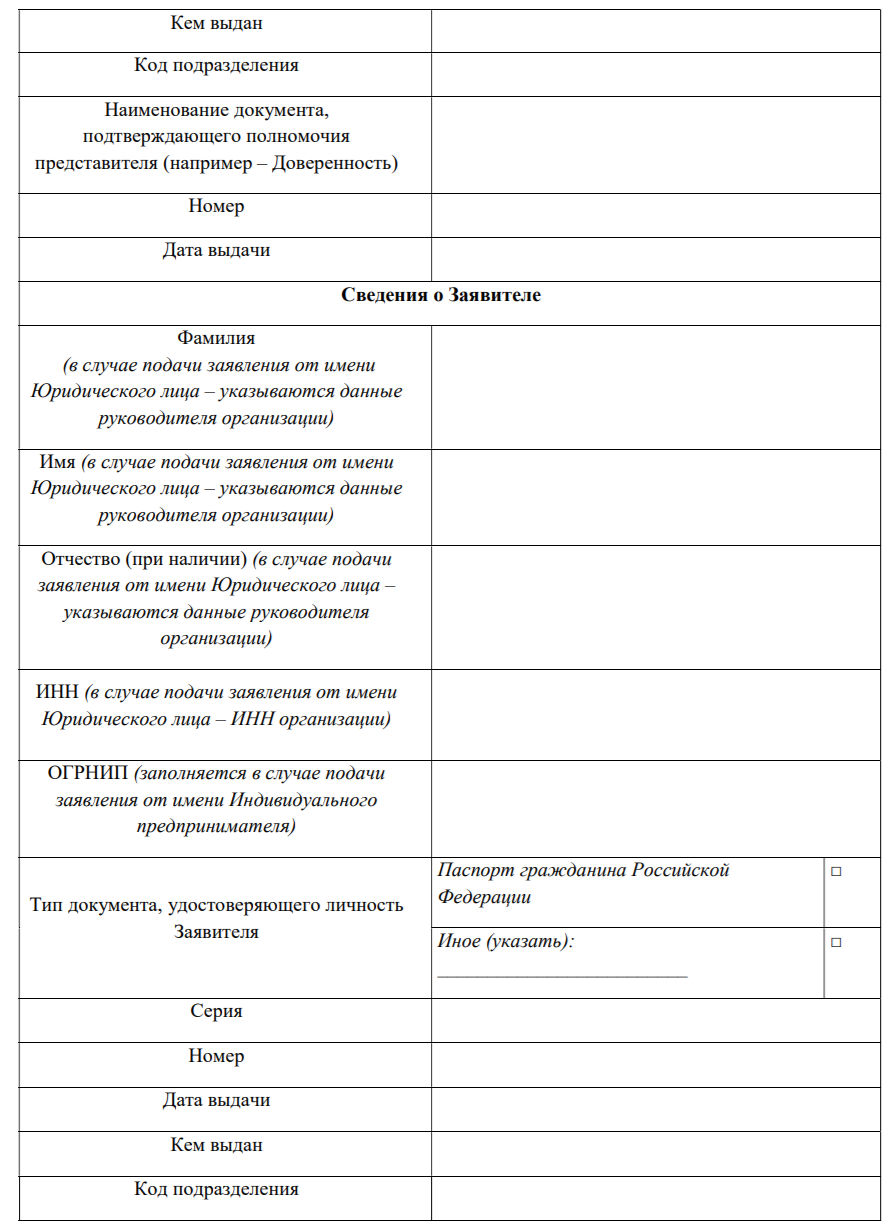 Кем выдан
Код подразделения
Наименование документа,
подтверждающего полномочия
представителя (например – Доверенность)
Номер
Дата выдачи
Сведения о Заявителе
Фамилия
(в случае подачи заявления от имени
Юридического лица – указываются данные
руководителя организации)
Имя (в случае подачи заявления от имени
Юридического лица – указываются данные
руководителя организации)
Отчество (при наличии) (в случае подачи
заявления от имени Юридического лица –
указываются данные руководителя
организации)
ИНН (в случае подачи заявления от имени
Юридического лица – ИНН организации)
ОГРНИП (заполняется в случае подачи
заявления от имени Индивидуального
предпринимателя)
Тип документа, удостоверяющего личность
Заявителя
Паспорт гражданина Российской
Федерации
□
Иное (указать):
□
_________________________
Серия
Номер
Дата выдачи
Кем выдан
Код подразделения